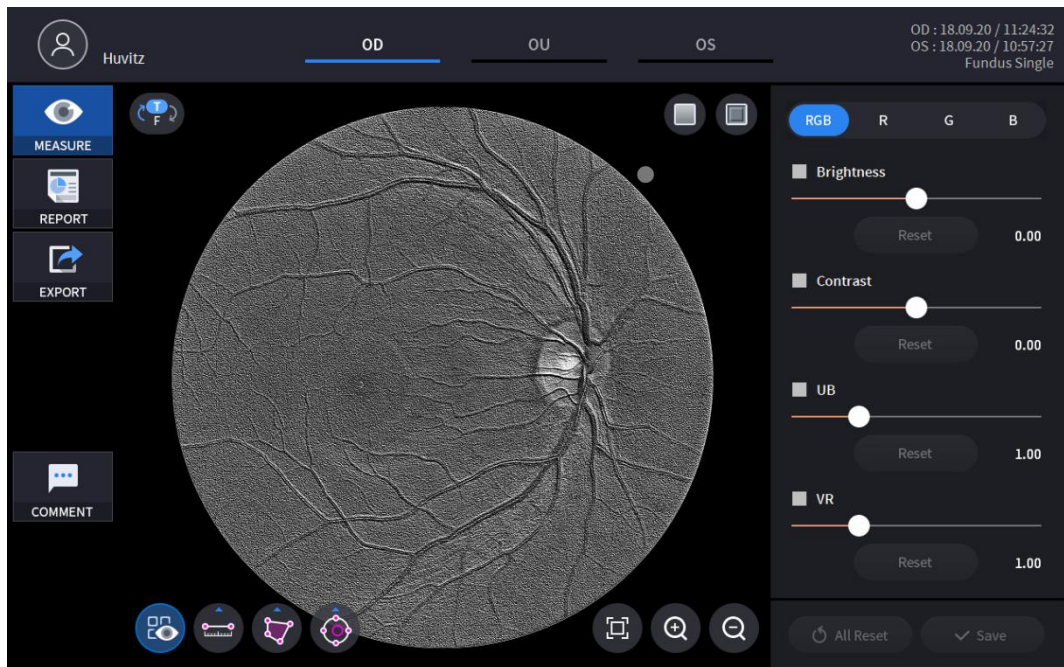 Huvitz
OD
OU
OS
OD : 18.09.20 / 11:24:32
OS : 18.09.20 / 10:57:27
Fundus Single
MEASURE
REPORT
EXPORT
COMMENT
T
F
RGB R G B
Brightness
Reset 0.00
Contrast
Reset 0.00
UB
Reset 1.00
VR
Reset 1.00
All Reset
Save